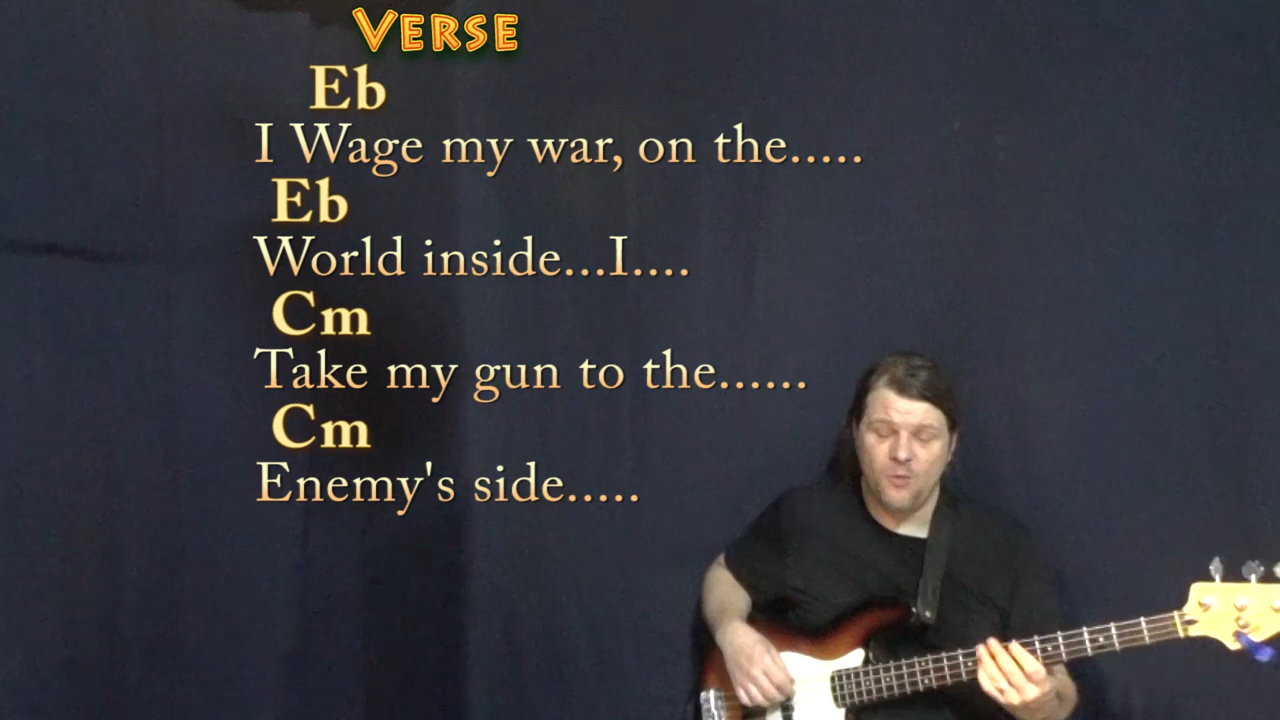 VERSE
Eb
I Wage my war, on the.....
Eb
World inside...I....
Cm
Take my gun to the......
Cm
Enemy's side.....